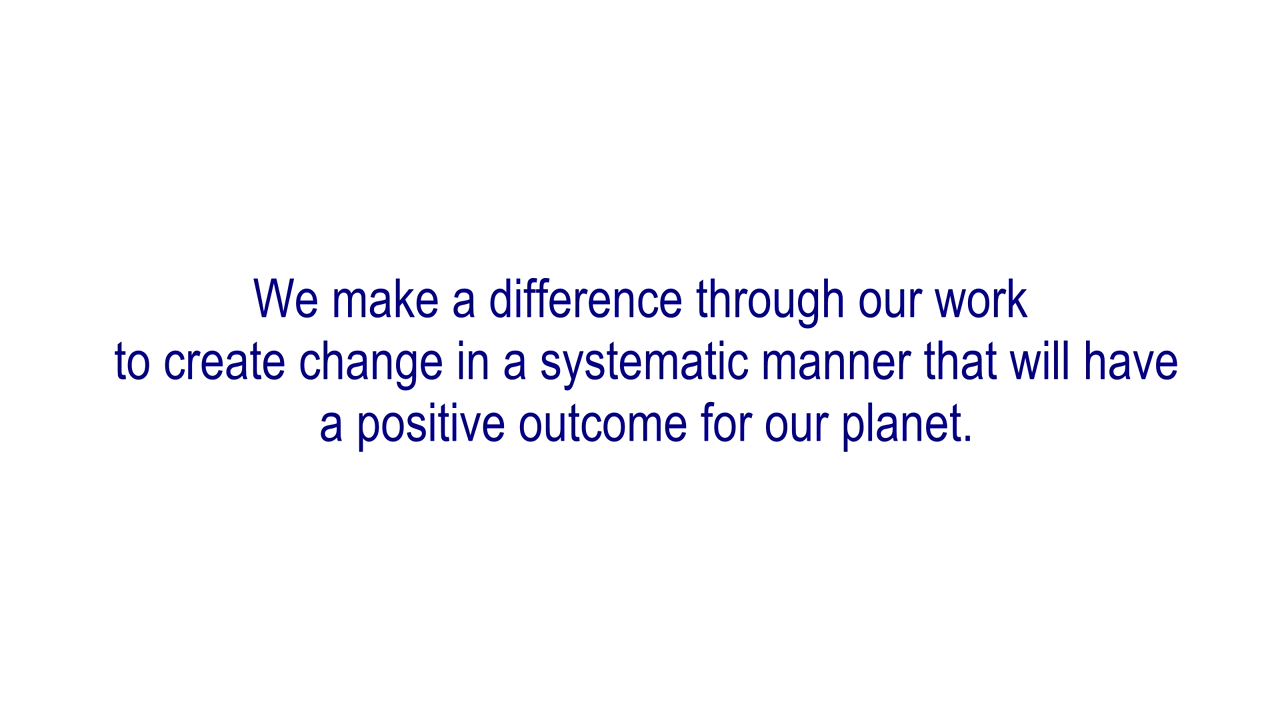 We make a difference through our work
to create change in a systematic manner that will have
a positive outcome for our planet.